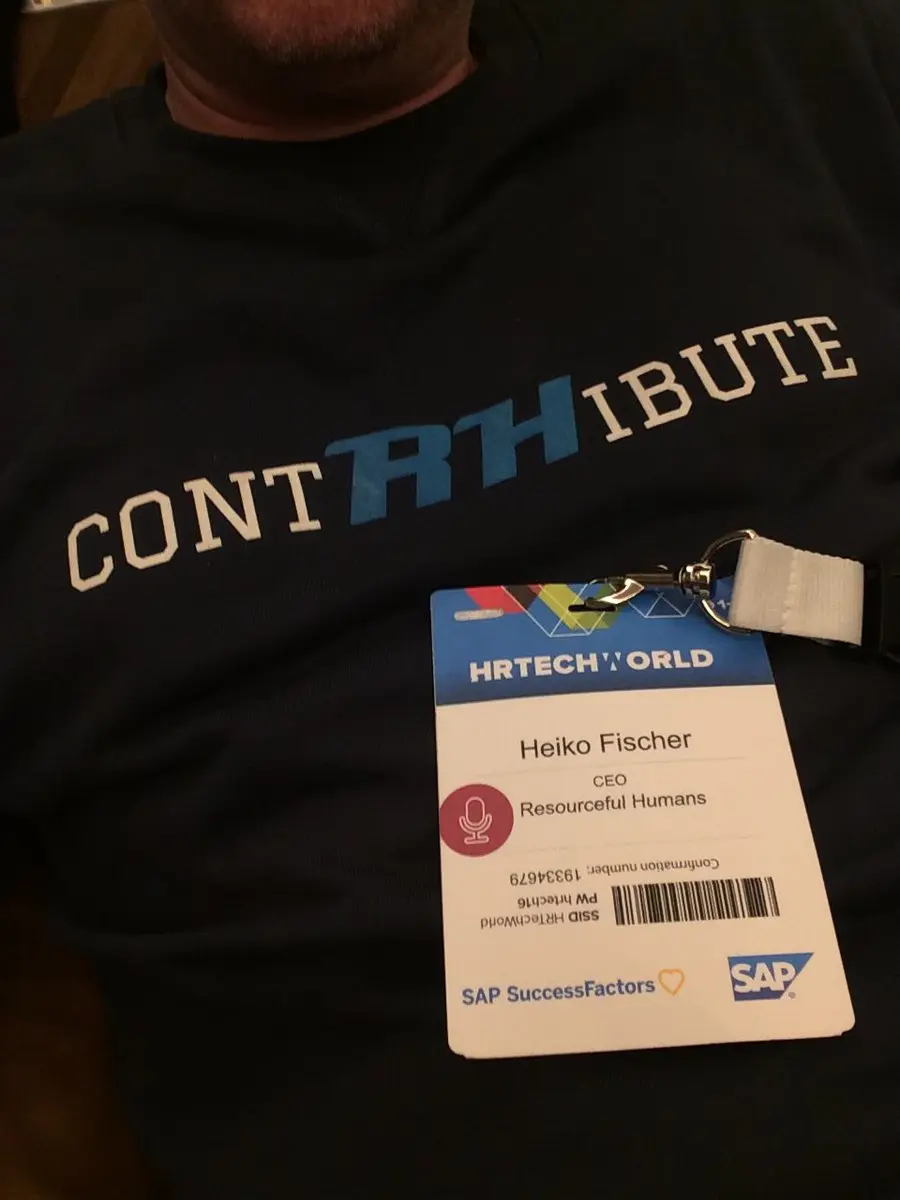 CONTRHIBUTE
HRTECHWORLD
Heiko Fischer
CEO
Resourceful Humans
Confirmation number: 19334679
SSID HRTechWorld
PW hrtech16
SAP SuccessFactors
SAP